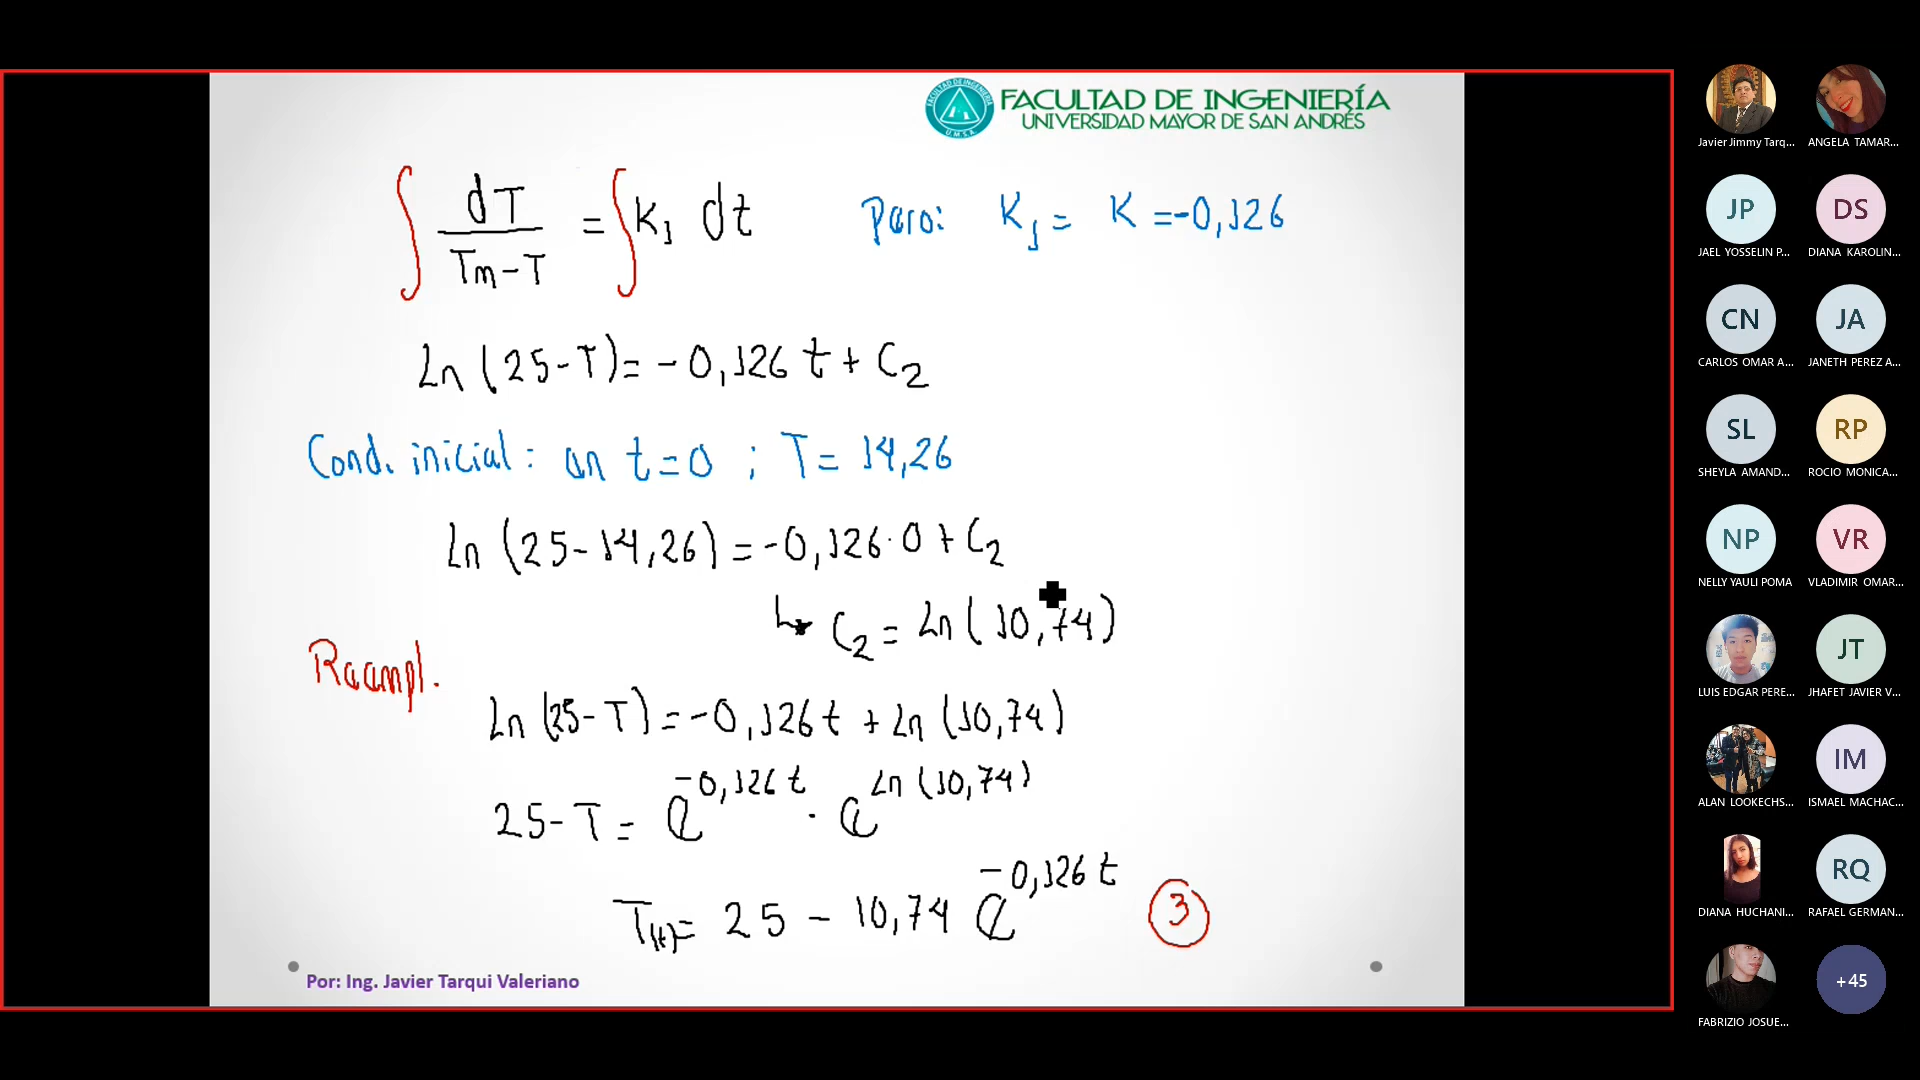 FACULTAD DE INGENIERÍA
UNIVERSIDAD MAYOR DE SAN ANDRÉS
∫ dT / (Tm - T) = ∫ K₁ dt
Para: K₁ = K = -0,126
Ln (25 - T) = -0,126 t + C₂
Cond. inicial: en t = 0 ; T = 14,26
Ln (25 - 14,26) = -0,126 · 0 + C₂
↳ C₂ = Ln (10,74)
Reempl.
Ln (25 - T) = -0,126 t + Ln (10,74)
25 - T = e^(-0,126 t) · e^(Ln (10,74))
T(t) = 25 - 10,74 e^(-0,126 t) ③
Por: Ing. Javier Tarqui Valeriano
Javier Jimmy Tarq...
ANGELA TAMAR...
JP
DS
JAEL YOSSELIN P...
DIANA KAROLIN...
CN
JA
CARLOS OMAR A...
JANETH PEREZ A...
SL
RP
SHEYLA AMAND...
ROCIO MONICA...
NP
VR
NELLY YAULI POMA
VLADIMIR OMAR...
JT
LUIS EDGAR PERE...
JHAFET JAVIER V...
IM
ALAN LOOKECHS...
ISMAEL MACHAC...
RQ
DIANA HUCHANI...
RAFAEL GERMAN...
+45
FABRIZIO JOSUE...